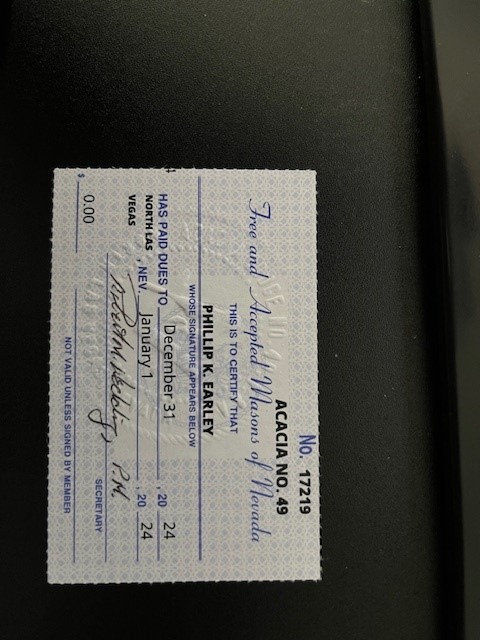 No. 17219
ACACIA NO. 49
Free and Accepted Masons of Nevada
THIS IS TO CERTIFY THAT
PHILLIP K. EARLEY
WHOSE SIGNATURE APPEARS BELOW
HAS PAID DUES TO December 31 , 20 24
NORTH LAS VEGAS , NEV. January 1 , 20 24
P.M.
SECRETARY
$ 0.00
NOT VALID UNLESS SIGNED BY MEMBER